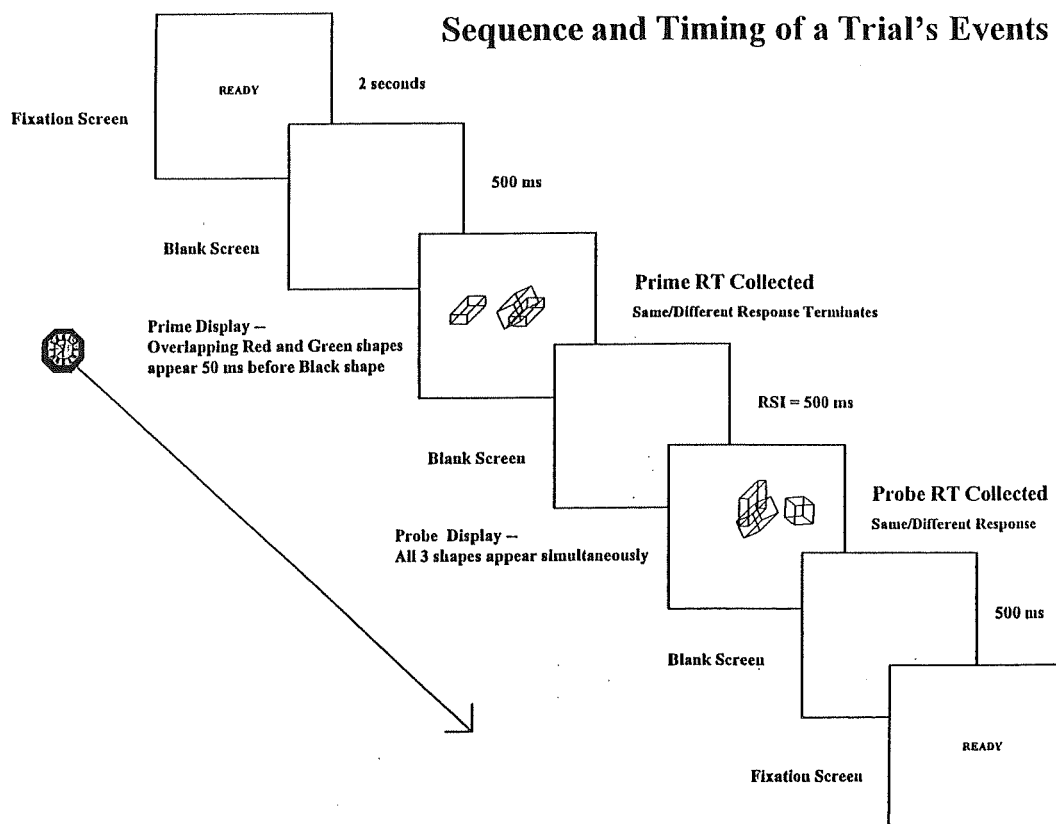 Sequence and Timing of a Trial's Events
READY
2 seconds
Fixation Screen
500 ms
Blank Screen
Prime RT Collected
Same/Different Response Terminates
Prime Display –
Overlapping Red and Green shapes
appear 50 ms before Black shape
RSI = 500 ms
Blank Screen
Probe RT Collected
Same/Different Response
Probe Display –
All 3 shapes appear simultaneously
500 ms
Blank Screen
READY
Fixation Screen